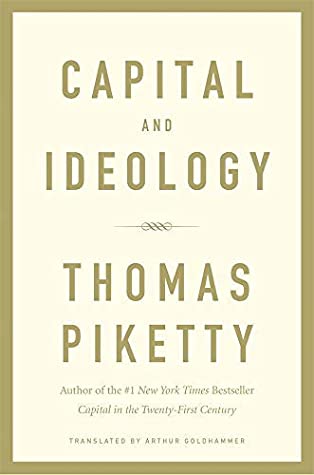 CAPITAL
AND
IDEOLOGY
THOMAS
PIKETTY
Author of the #1 New York Times Bestseller
Capital in the Twenty-First Century
TRANSLATED BY ARTHUR GOLDHAMMER